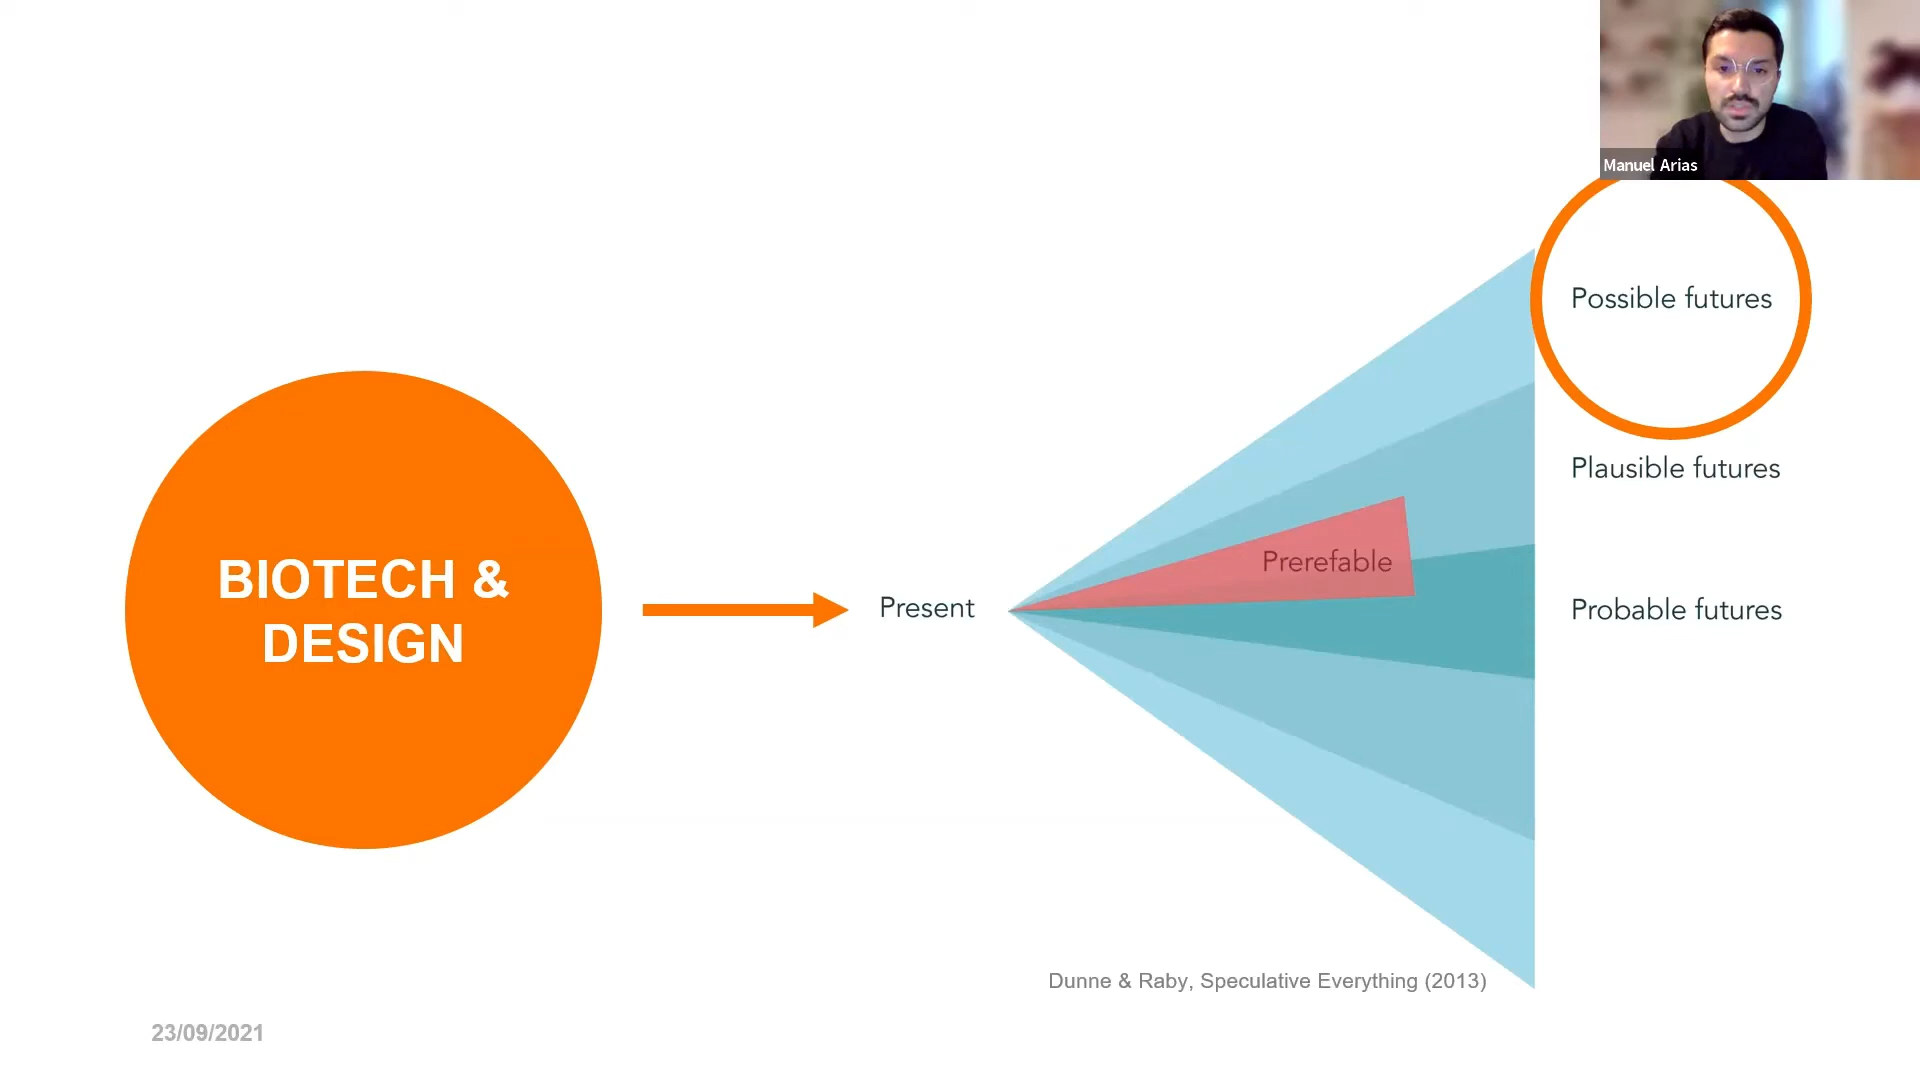 Manuel Arias
Possible futures
Plausible futures
Prerefable
BIOTECH &
DESIGN
Present
Probable futures
Dunne & Raby, Speculative Everything (2013)
23/09/2021